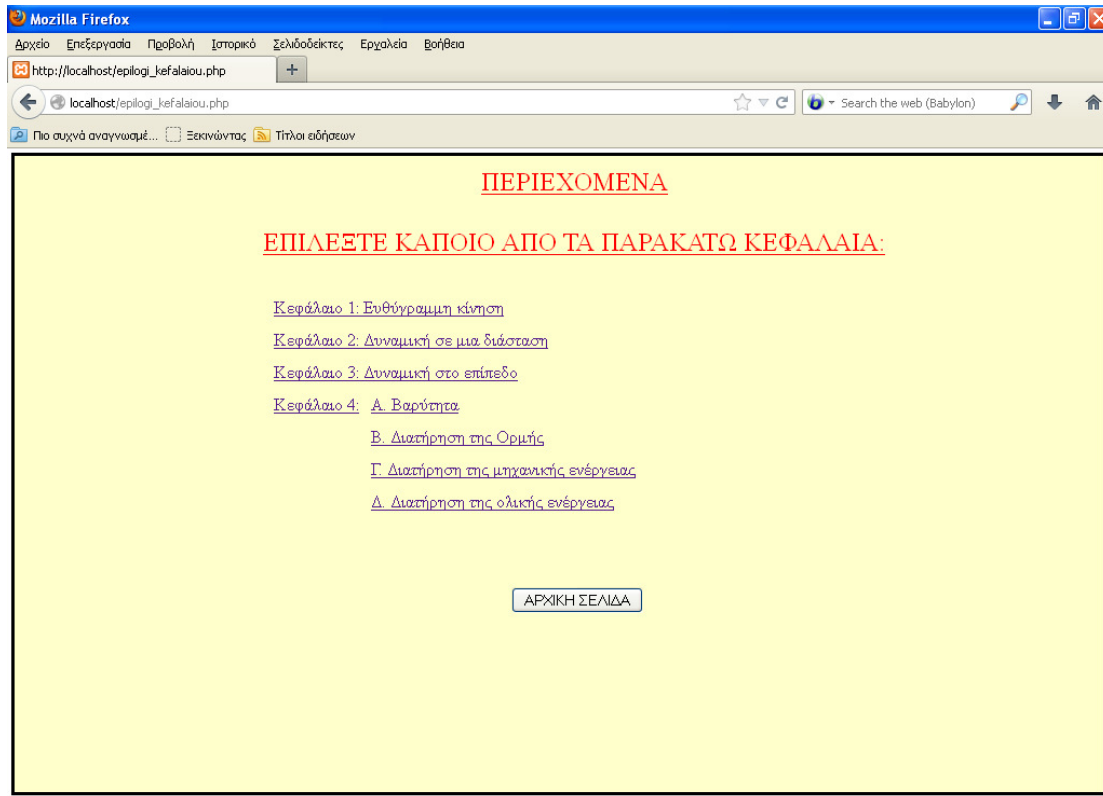 Mozilla Firefox
Αρχείο Επεξεργασία Προβολή Ιστορικό Σελιδοδείκτες Εργαλεία Βοήθεια
http://localhost/epilogi_kefalaiou.php +
localhost/epilogi_kefalaiou.php Search the web (Babylon)
Πιο συχνά αναγνωσμέ... Ξεκινώντας Τίτλοι ειδήσεων
ΠΕΡΙΕΧΟΜΕΝΑ
ΕΠΙΛΕΞΤΕ ΚΑΠΟΙΟ ΑΠΟ ΤΑ ΠΑΡΑΚΑΤΩ ΚΕΦΑΛΑΙΑ:
Κεφάλαιο 1: Ευθύγραμμη κίνηση
Κεφάλαιο 2: Δυναμική σε μια διάσταση
Κεφάλαιο 3: Δυναμική στο επίπεδο
Κεφάλαιο 4: Α. Βαρύτητα
Β. Διατήρηση της Ορμής
Γ. Διατήρηση της μηχανικής ενέργειας
Δ. Διατήρηση της ολικής ενέργειας
ΑΡΧΙΚΗ ΣΕΛΙΔΑ